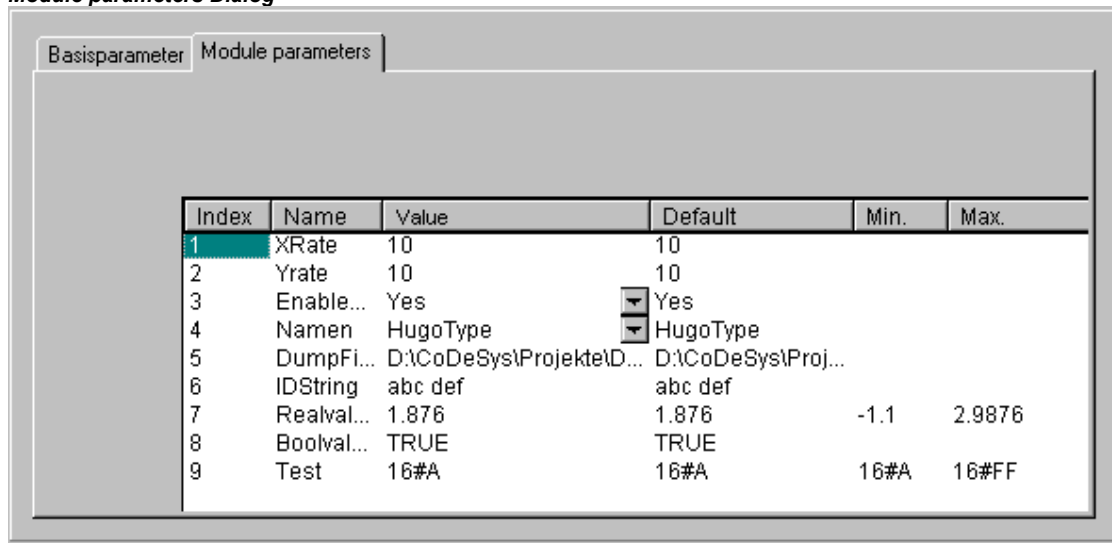 Module parameters Dialog
Basisparameter Module parameters
Index Name Value Default Min. Max.
1 XRate 10 10
2 Yrate 10 10
3 Enable... Yes Yes
4 Namen HugoType HugoType
5 DumpFi... D:\CoDeSys\Projekte\D... D:\CoDeSys\Proj...
6 IDString abc def abc def
7 Realval... 1.876 1.876 -1.1 2.9876
8 Boolval... TRUE TRUE
9 Test 16#A 16#A 16#A 16#FF